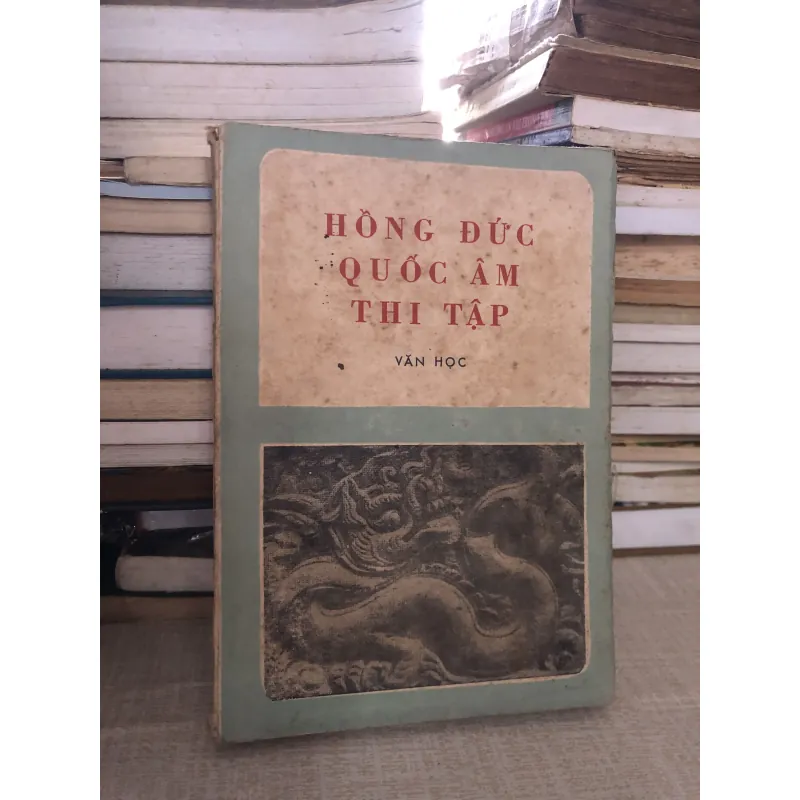 HỒNG ĐỨC
QUỐC ÂM
THI TẬP
VĂN HỌC